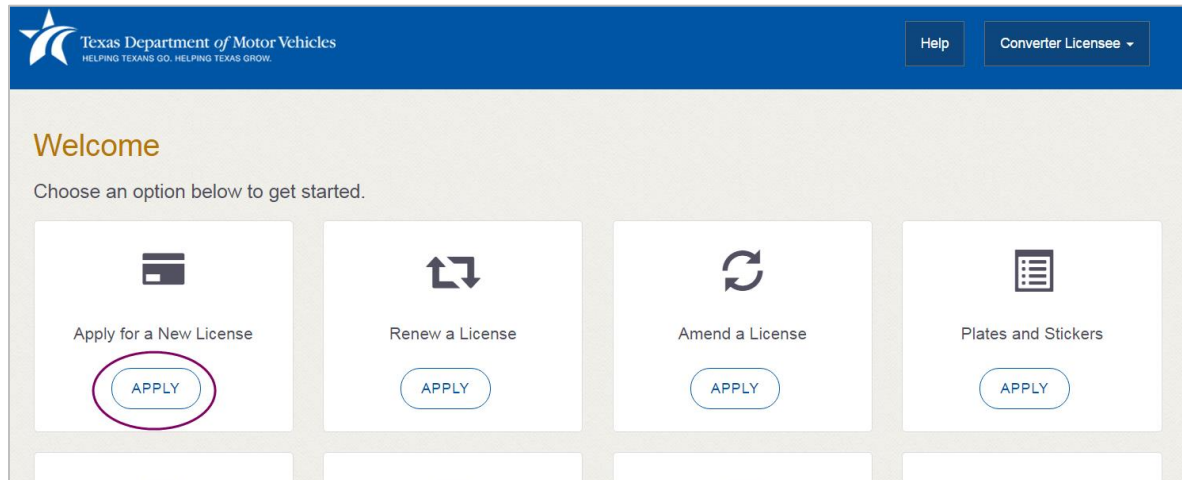 Texas Department of Motor Vehicles
HELPING TEXANS GO. HELPING TEXAS GROW.
Help
Converter Licensee
Welcome
Choose an option below to get started.
Apply for a New License
Renew a License
Amend a License
Plates and Stickers
APPLY
APPLY
APPLY
APPLY